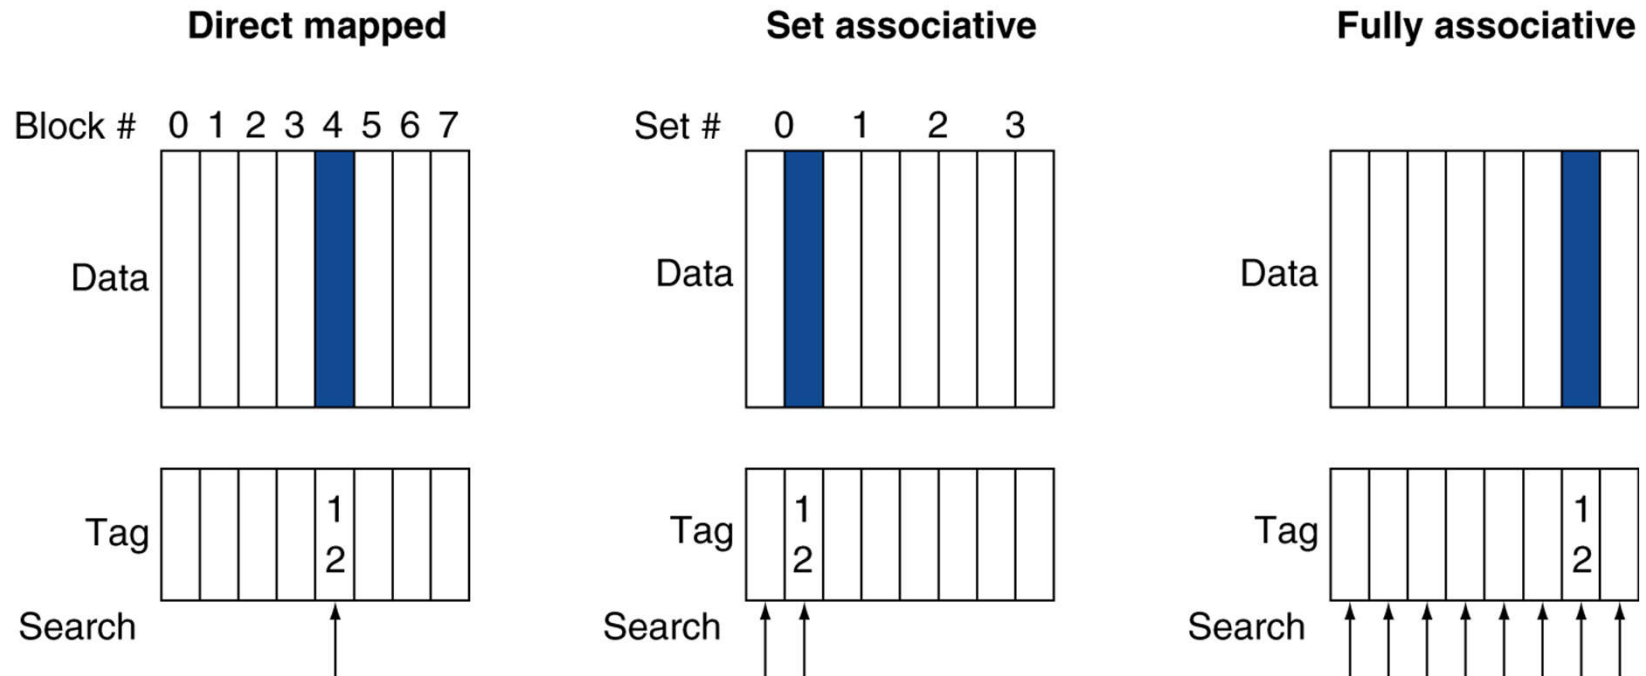 Direct mapped
Set associative
Fully associative
Block # 0 1 2 3 4 5 6 7
Set # 0 1 2 3
Data
Data
Data
Tag
1
2
Tag
1
2
Tag
1
2
Search
Search
Search